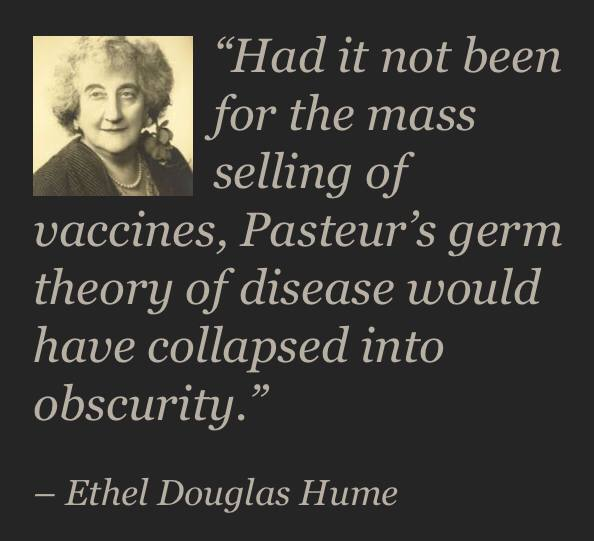 “Had it not been
for the mass
selling of
vaccines, Pasteur’s germ
theory of disease would
have collapsed into
obscurity.”
– Ethel Douglas Hume